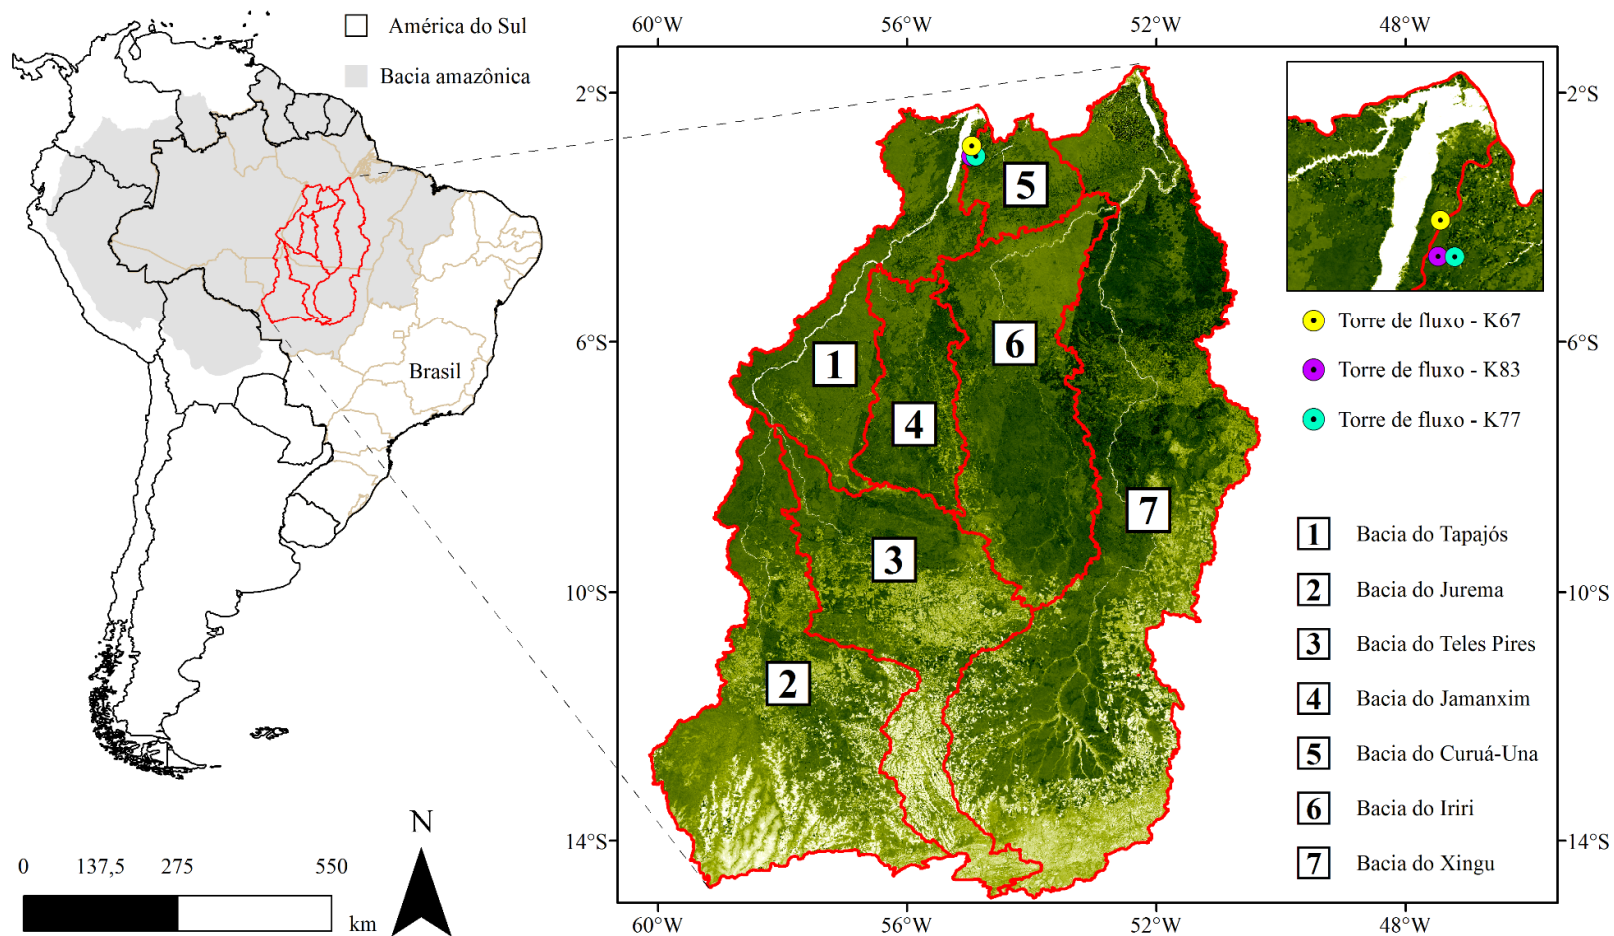 América do Sul
Bacia amazônica
Brasil
0 137,5 275 550
km
N
60°W 56°W 52°W 48°W
2°S 2°S
6°S 6°S
10°S 10°S
14°S 14°S
60°W 56°W 52°W 48°W
5
6
1
4
7
3
2
Torre de fluxo - K67
Torre de fluxo - K83
Torre de fluxo - K77
1 Bacia do Tapajós
2 Bacia do Jurema
3 Bacia do Teles Pires
4 Bacia do Jamanxim
5 Bacia do Curuá-Una
6 Bacia do Iriri
7 Bacia do Xingu